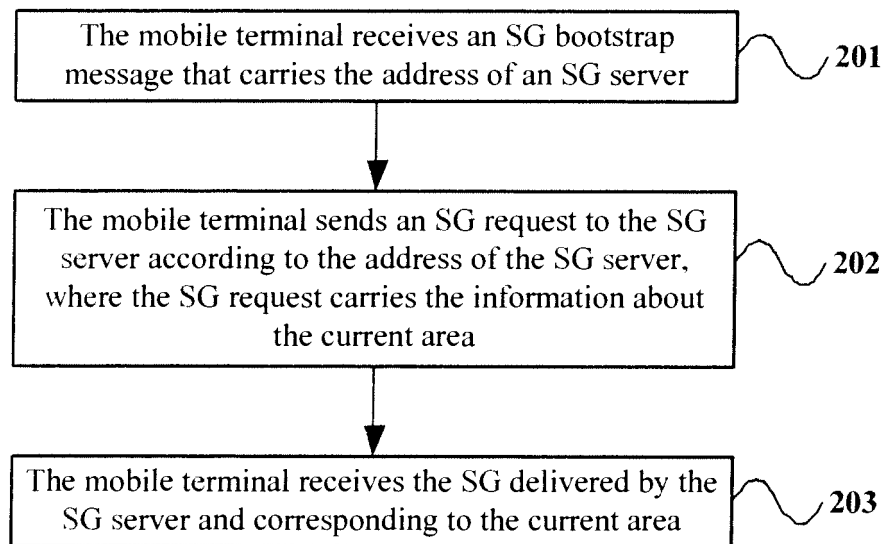 The mobile terminal receives an SG bootstrap
message that carries the address of an SG server
201
The mobile terminal sends an SG request to the SG
server according to the address of the SG server,
where the SG request carries the information about
the current area
202
The mobile terminal receives the SG delivered by the
SG server and corresponding to the current area
203